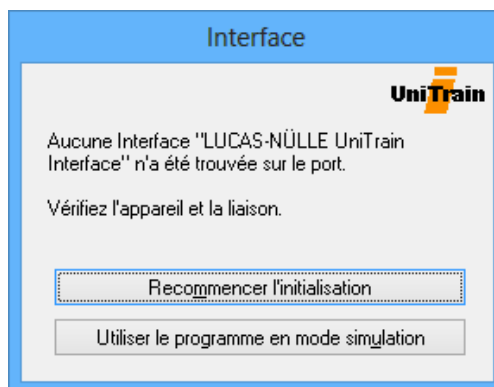 Interface
UniTrain
Aucune Interface "LUCAS-NÜLLE UniTrain
Interface" n'a été trouvée sur le port.
Vérifiez l'appareil et la liaison.
Recommencer l'initialisation
Utiliser le programme en mode simulation